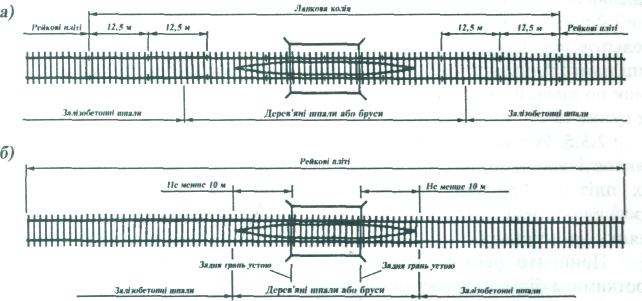 а)
Ланкова колія
Рейкові пліті 12,5 м 12,5 м 12,5 м 12,5 м Рейкові пліті
Залізобетонні шпали Дерев'яні шпали або бруси Залізобетонні шпали
б)
Рейкові пліті
Не менше 10 м Не менше 10 м
Задня грань устою Задня грань устою
Залізобетонні шпали Дерев'яні шпали або бруси Залізобетонні шпали